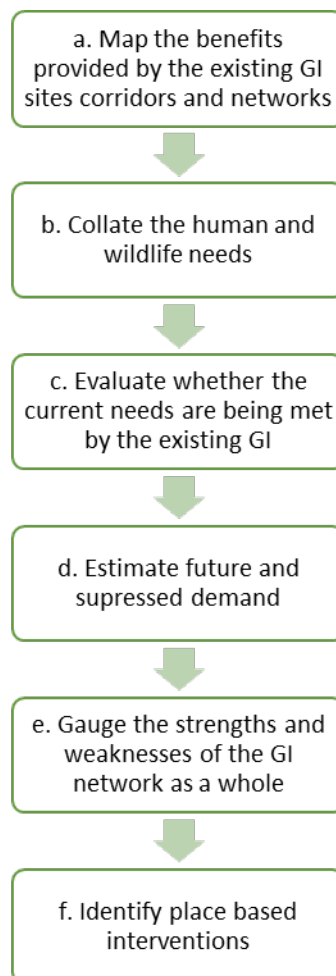 a. Map the benefits
provided by the existing GI
sites corridors and networks
b. Collate the human and
wildlife needs
c. Evaluate whether the
current needs are being met
by the existing GI
d. Estimate future and
supressed demand
e. Gauge the strengths and
weaknesses of the GI
network as a whole
f. Identify place based
interventions